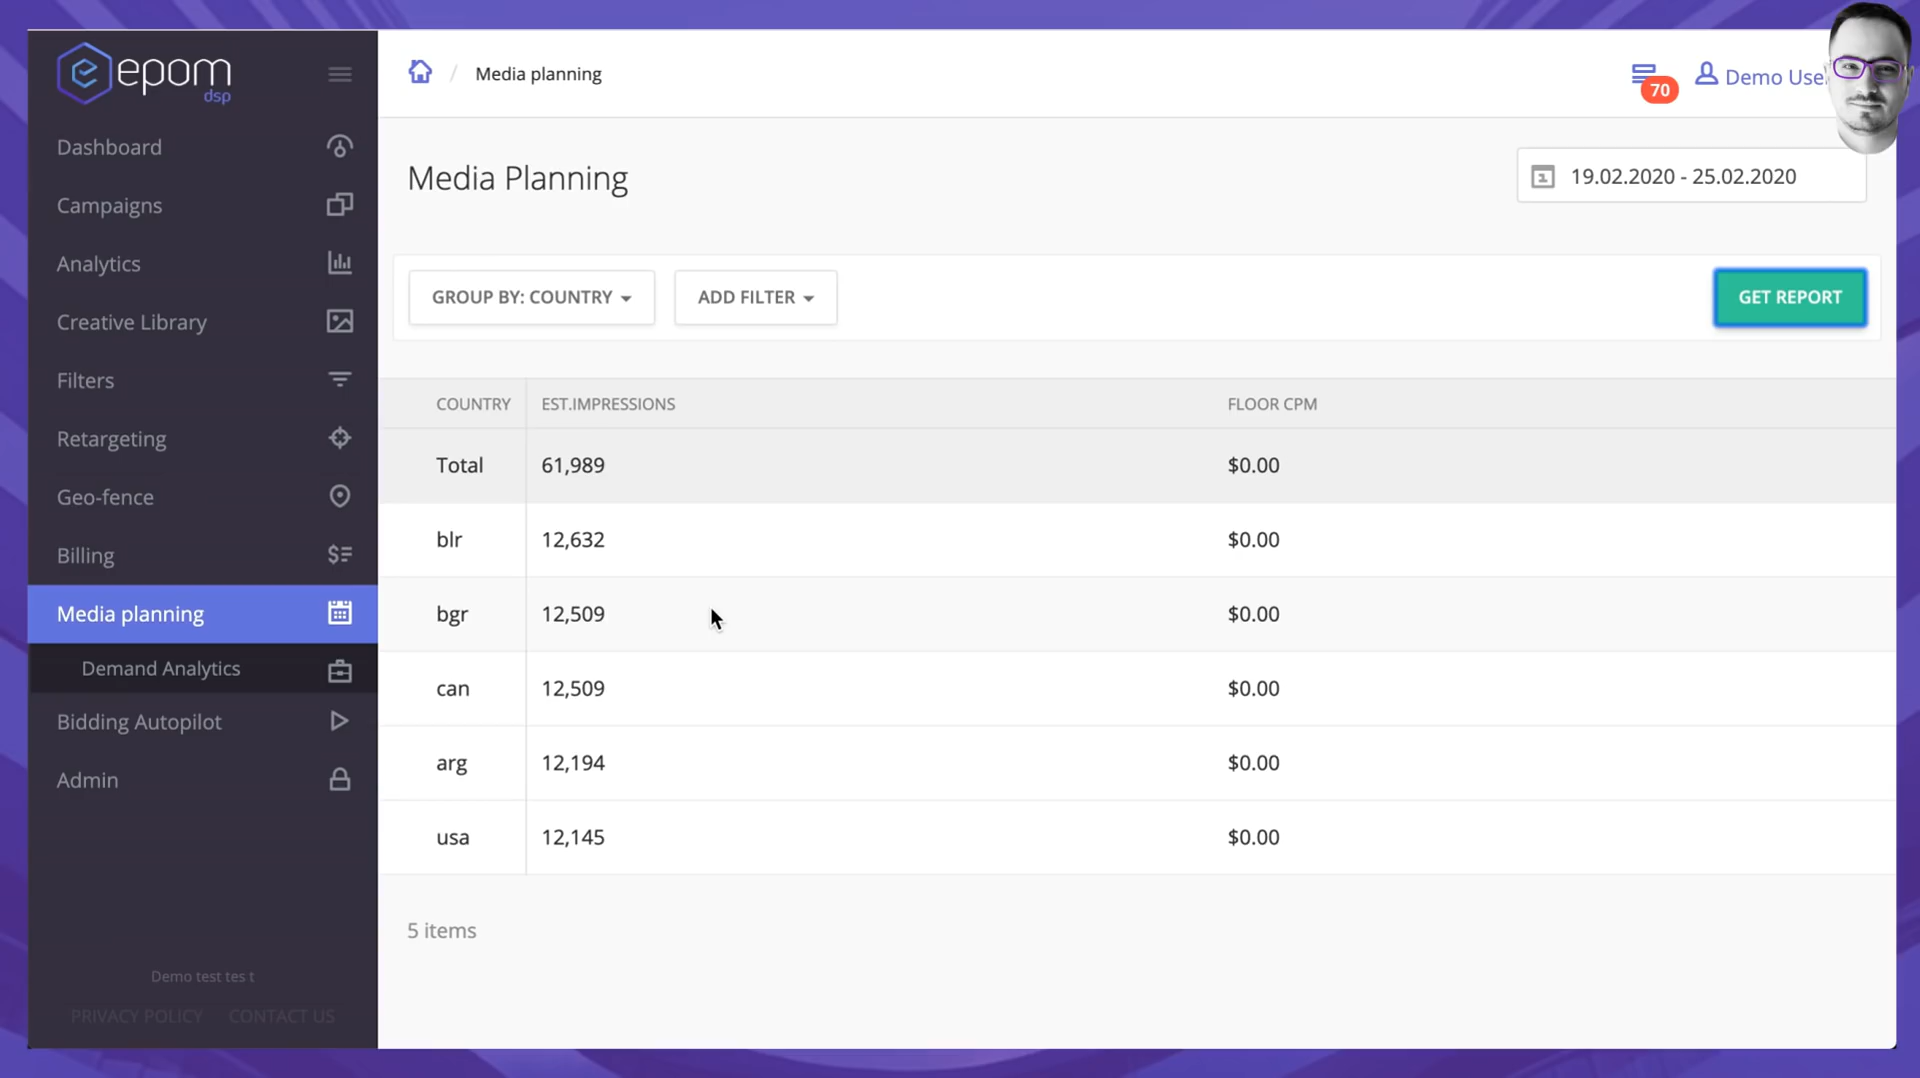 epom
dsp
Dashboard
Campaigns
Analytics
Creative Library
Filters
Retargeting
Geo-fence
Billing
Media planning
Demand Analytics
Bidding Autopilot
Admin
Demo test tes t
PRIVACY POLICY CONTACT US
/ Media planning
70
Demo Use
Media Planning
1 19.02.2020 - 25.02.2020
GROUP BY: COUNTRY ADD FILTER GET REPORT
COUNTRY EST.IMPRESSIONS FLOOR CPM
Total 61,989 $0.00
blr 12,632 $0.00
bgr 12,509 $0.00
can 12,509 $0.00
arg 12,194 $0.00
usa 12,145 $0.00
5 items